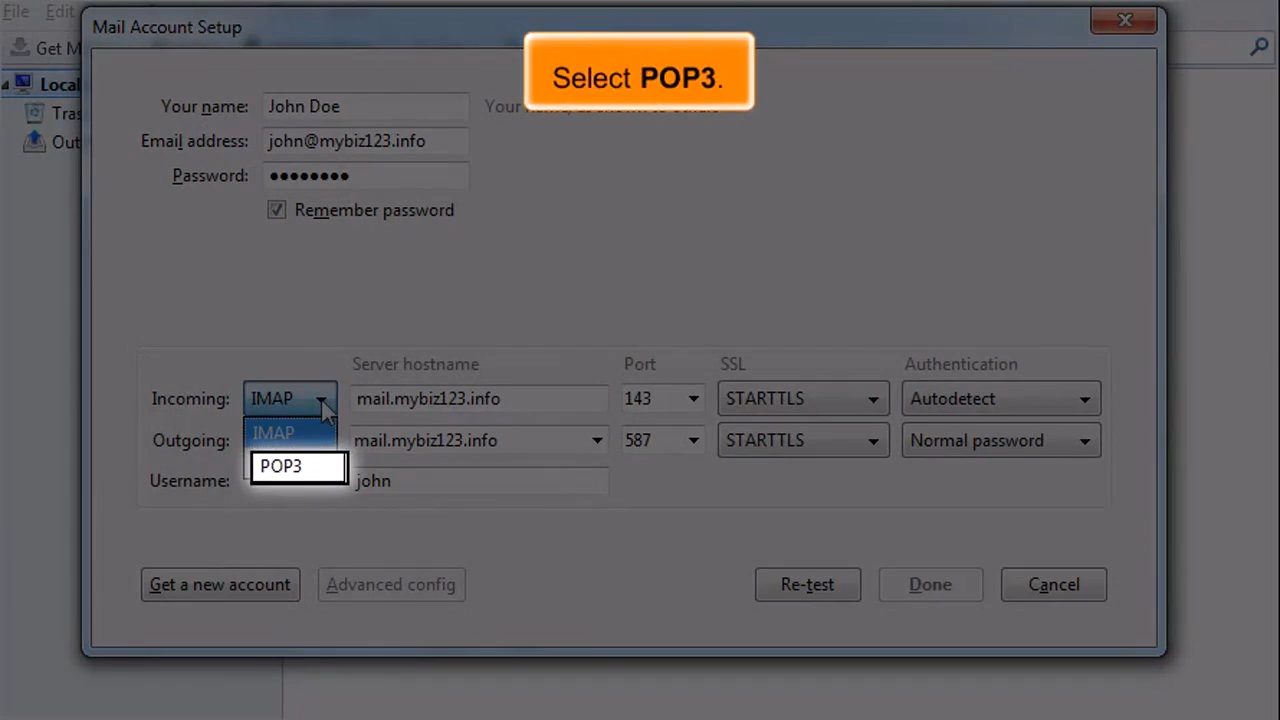 File Edit
Mail Account Setup
Get M
Select POP3.
Local
Tras
Out
Your name: John Doe
Email address: john@mybiz123.info
Password: ••••••••
Remember password
Server hostname Port SSL Authentication
Incoming: IMAP mail.mybiz123.info 143 STARTTLS Autodetect
IMAP
Outgoing: mail.mybiz123.info 587 STARTTLS Normal password
POP3
Username: john
Get a new account Advanced config Re-test Done Cancel